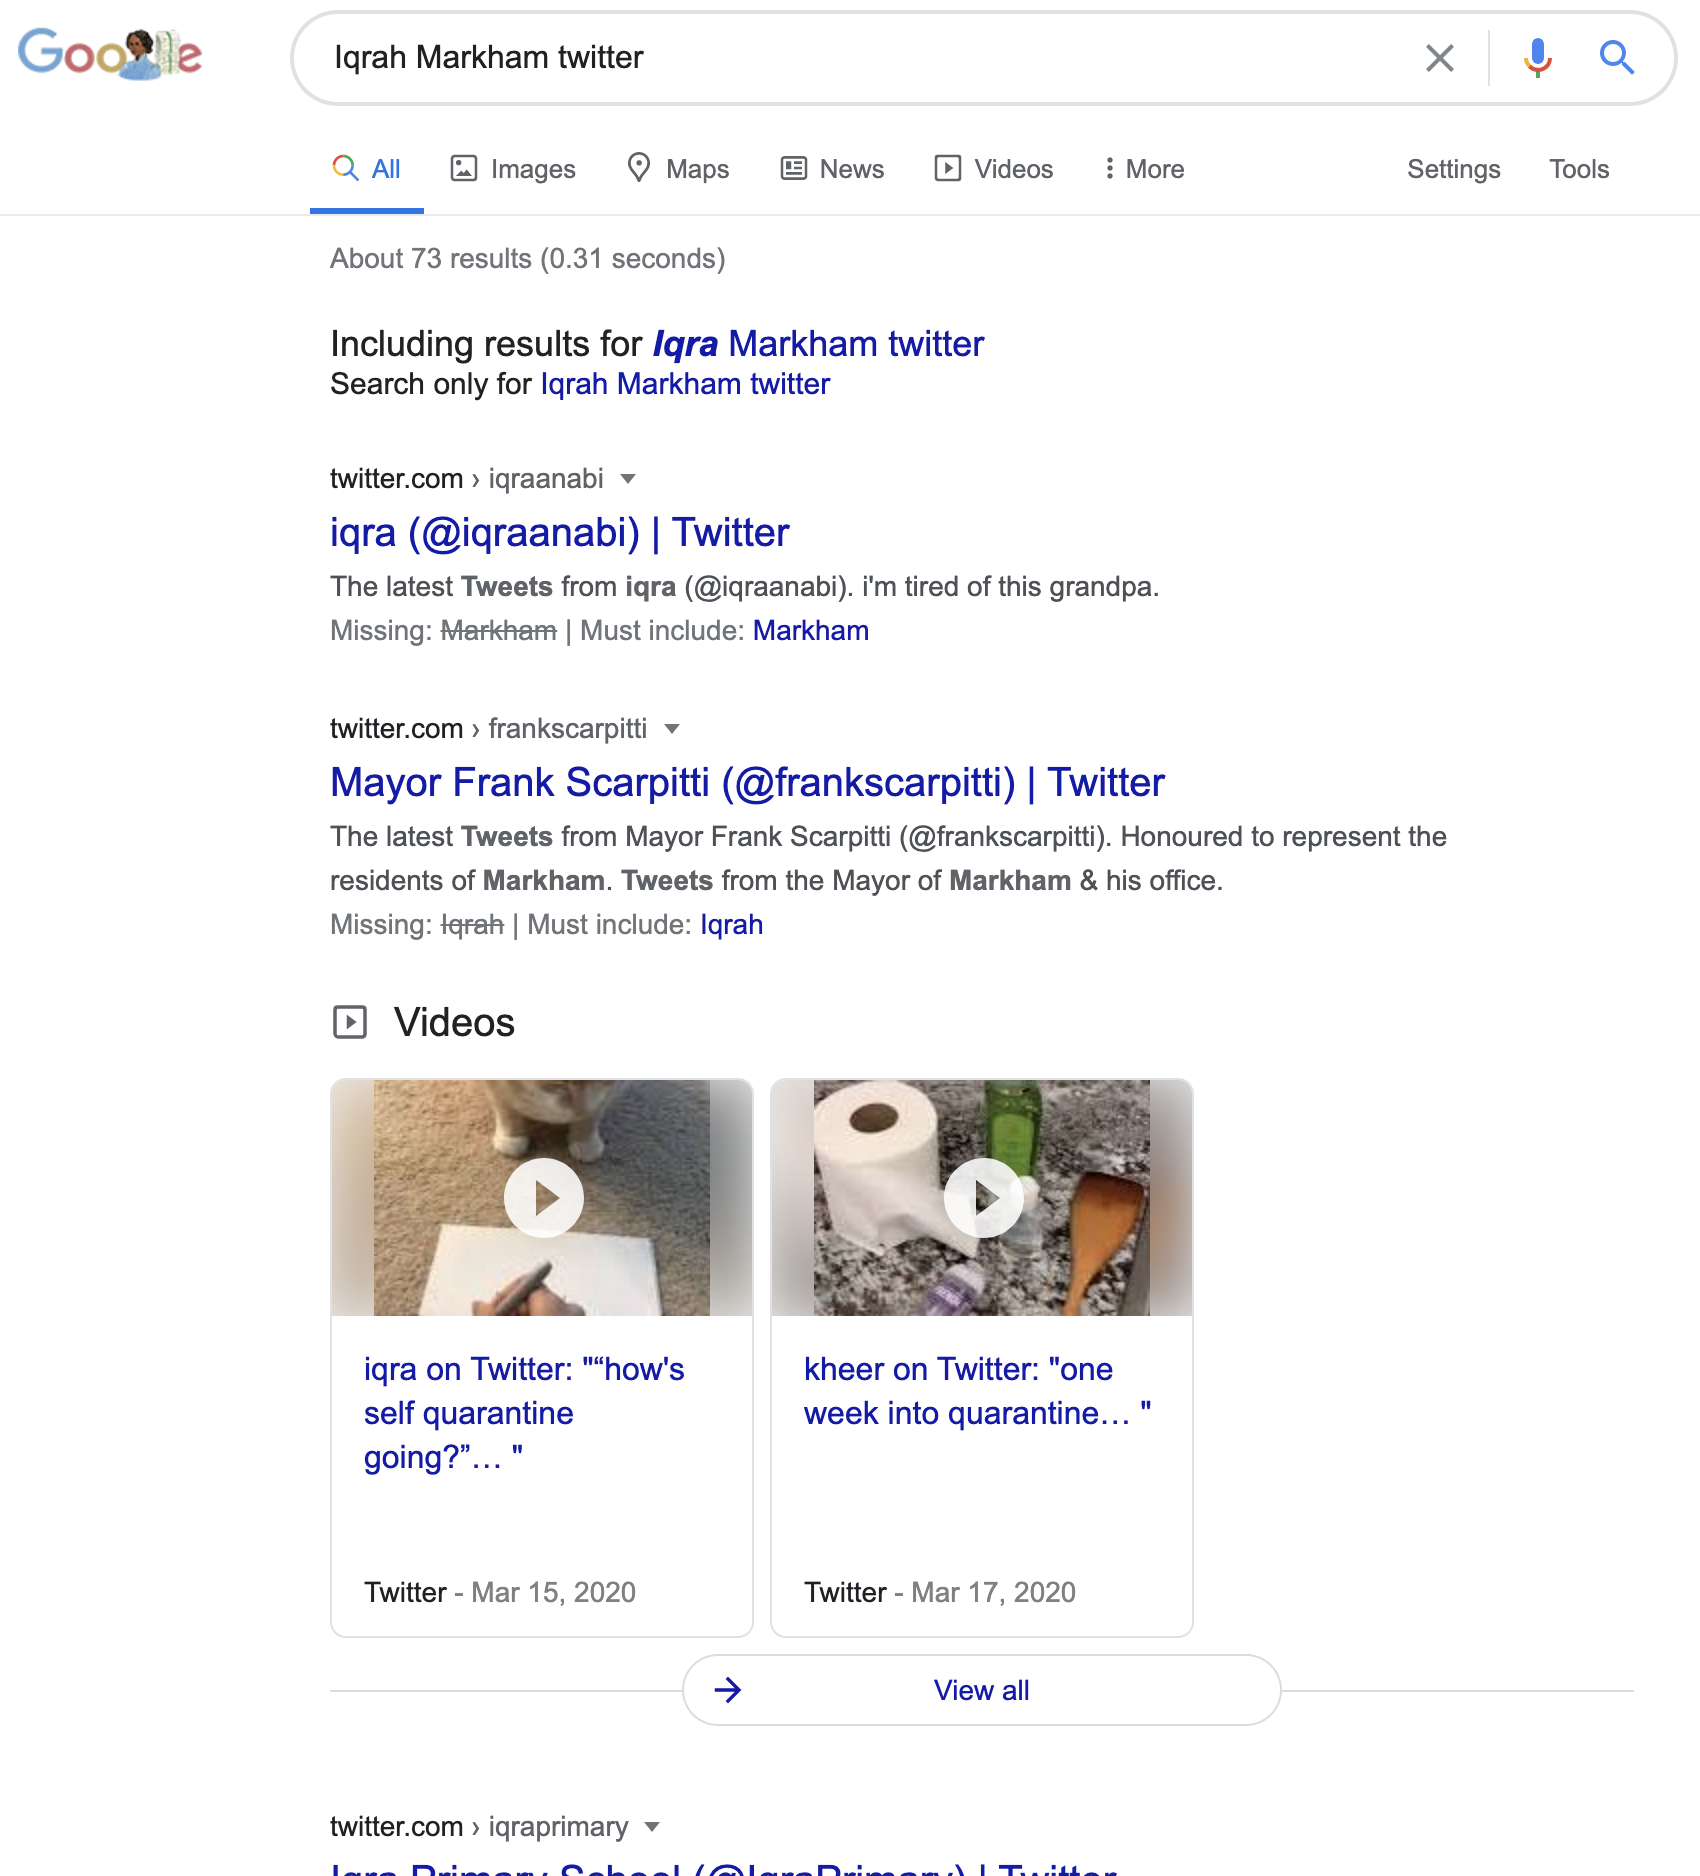 Google
Iqrah Markham twitter
All Images Maps News Videos More Settings Tools
About 73 results (0.31 seconds)
Including results for Iqra Markham twitter
Search only for Iqrah Markham twitter
twitter.com › iqraanabi
iqra (@iqraanabi) | Twitter
The latest Tweets from iqra (@iqraanabi). i'm tired of this grandpa.
Missing: Markham | Must include: Markham
twitter.com › frankscarpitti
Mayor Frank Scarpitti (@frankscarpitti) | Twitter
The latest Tweets from Mayor Frank Scarpitti (@frankscarpitti). Honoured to represent the
residents of Markham. Tweets from the Mayor of Markham & his office.
Missing: Iqrah | Must include: Iqrah
Videos
iqra on Twitter: "“how's
self quarantine
going?”… "
Twitter - Mar 15, 2020
kheer on Twitter: "one
week into quarantine… "
Twitter - Mar 17, 2020
View all
twitter.com › iqraprimary
Iqra Primary School (@IqraPrimary) | Twitter